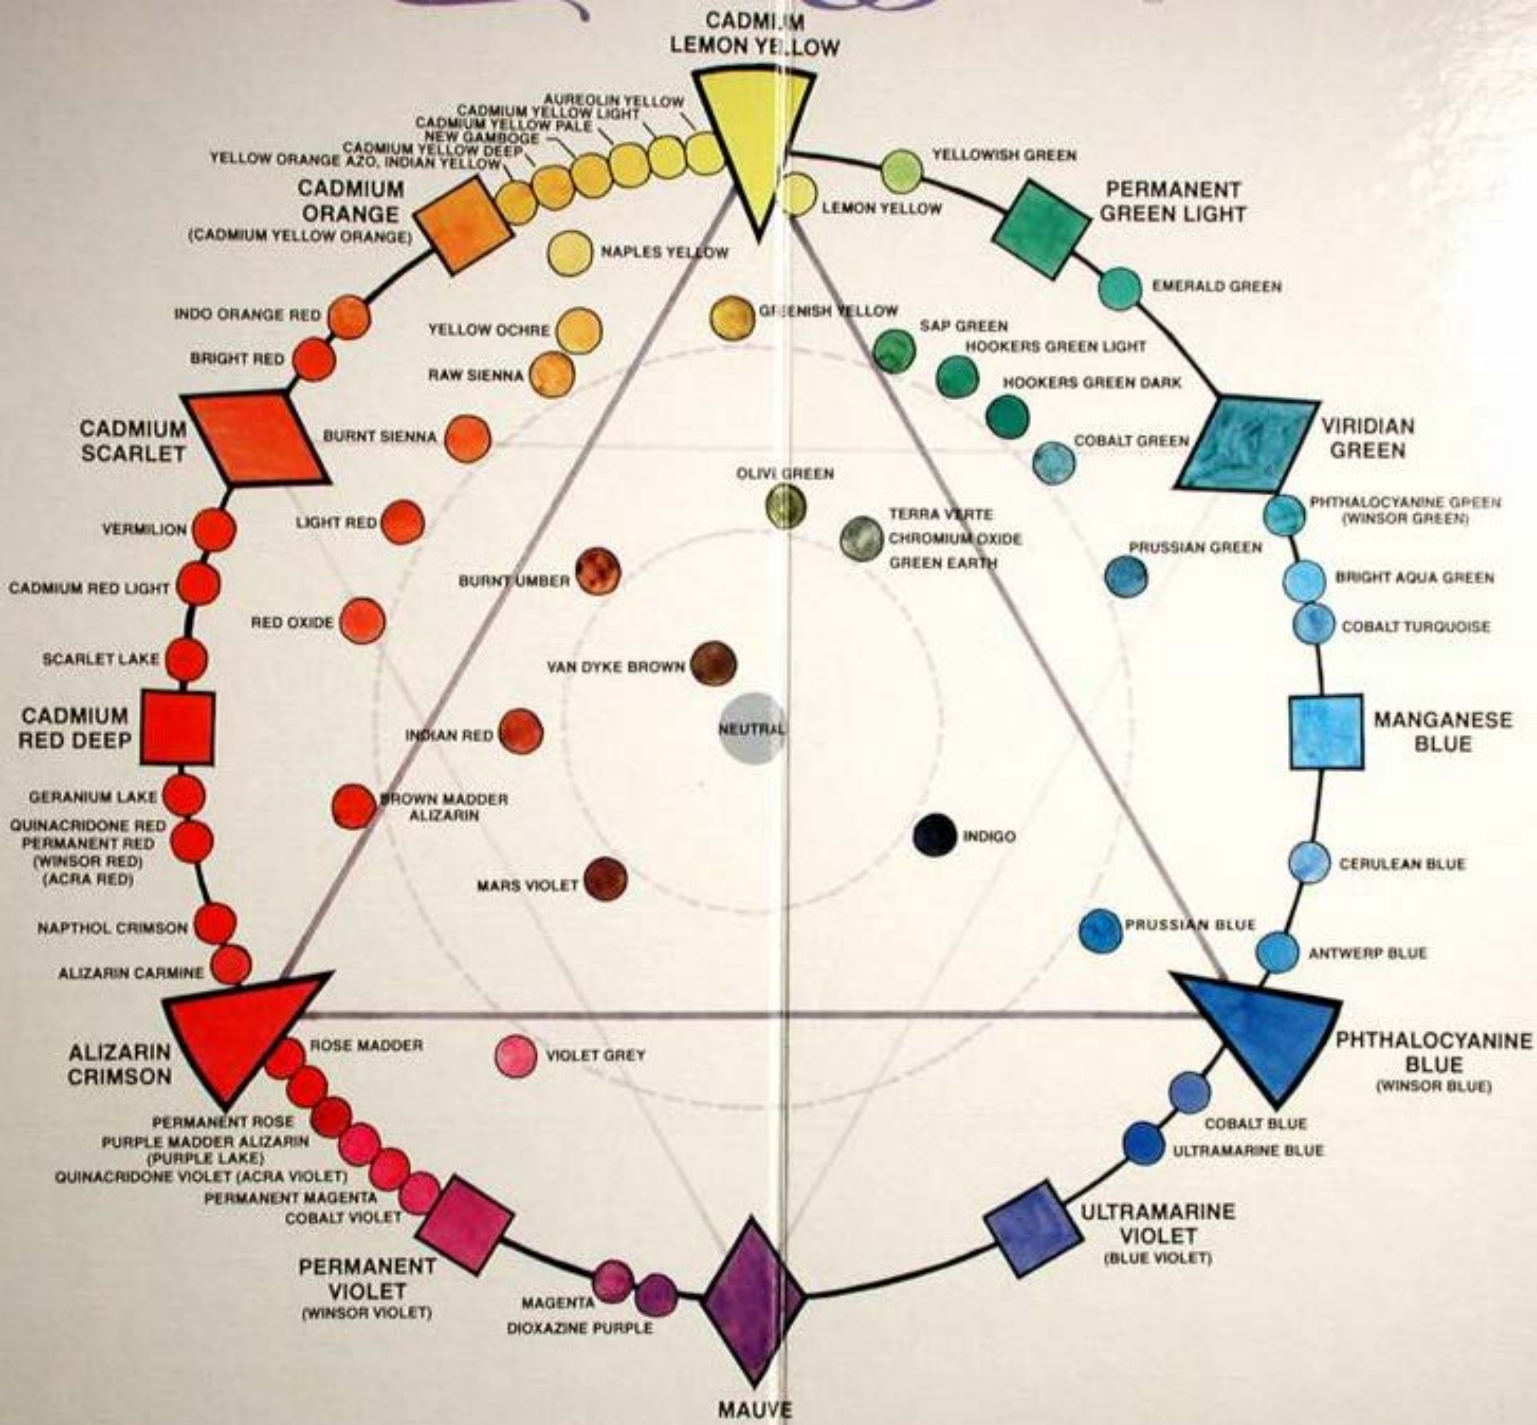 CADMIUM
LEMON YELLOW
AUREOLIN YELLOW
CADMIUM YELLOW LIGHT
CADMIUM YELLOW PALE
NEW GAMBOGE
CADMIUM YELLOW DEEP
YELLOW ORANGE AZO, INDIAN YELLOW
CADMIUM
ORANGE
(CADMIUM YELLOW ORANGE)
YELLOWISH GREEN
LEMON YELLOW
PERMANENT
GREEN LIGHT
NAPLES YELLOW
EMERALD GREEN
INDO ORANGE RED
YELLOW OCHRE
GREENISH YELLOW
SAP GREEN
HOOKERS GREEN LIGHT
BRIGHT RED
RAW SIENNA
HOOKERS GREEN DARK
CADMIUM
SCARLET
BURNT SIENNA
COBALT GREEN
VIRIDIAN
GREEN
OLIVE GREEN
VERMILION
LIGHT RED
TERRA VERTE
CHROMIUM OXIDE
GREEN EARTH
PHTHALOCYANINE GREEN
(WINSOR GREEN)
PRUSSIAN GREEN
CADMIUM RED LIGHT
BURNT UMBER
BRIGHT AQUA GREEN
RED OXIDE
COBALT TURQUOISE
SCARLET LAKE
VAN DYKE BROWN
CADMIUM
RED DEEP
INDIAN RED
NEUTRAL
MANGANESE
BLUE
GERANIUM LAKE
BROWN MADDER
ALIZARIN
QUINACRIDONE RED
PERMANENT RED
(WINSOR RED)
(ACRA RED)
INDIGO
CERULEAN BLUE
MARS VIOLET
NAPTHOL CRIMSON
PRUSSIAN BLUE
ALIZARIN CARMINE
ANTWERP BLUE
ALIZARIN
CRIMSON
ROSE MADDER
VIOLET GREY
PHTHALOCYANINE
BLUE
(WINSOR BLUE)
PERMANENT ROSE
PURPLE MADDER ALIZARIN
(PURPLE LAKE)
QUINACRIDONE VIOLET (ACRA VIOLET)
PERMANENT MAGENTA
COBALT VIOLET
COBALT BLUE
ULTRAMARINE BLUE
ULTRAMARINE
VIOLET
(BLUE VIOLET)
PERMANENT
VIOLET
(WINSOR VIOLET)
MAGENTA
DIOXAZINE PURPLE
MAUVE